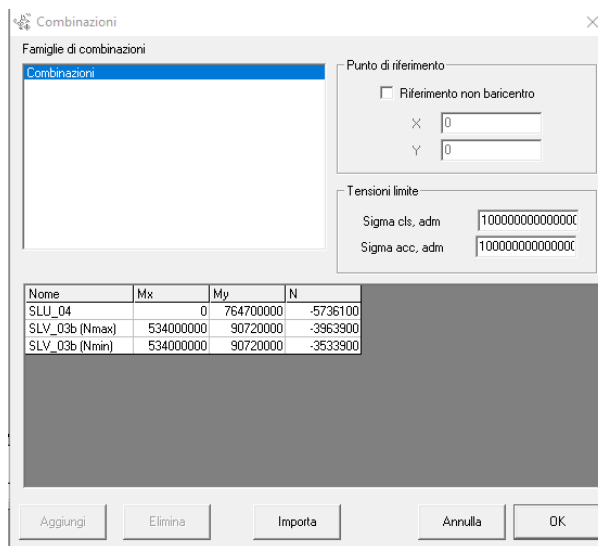 Combinazioni
Famiglie di combinazioni
Combinazioni
Punto di riferimento
Riferimento non baricentro
X 0
Y 0
Tensioni limite
Sigma cls, adm 10000000000000(
Sigma acc, adm 10000000000000(
Nome Mx My N
SLU_04 0 764700000 -5736100
SLV_03b (Nmax) 534000000 90720000 -3963900
SLV_03b (Nmin) 534000000 90720000 -3533900
Aggiungi Elimina Importa Annulla OK